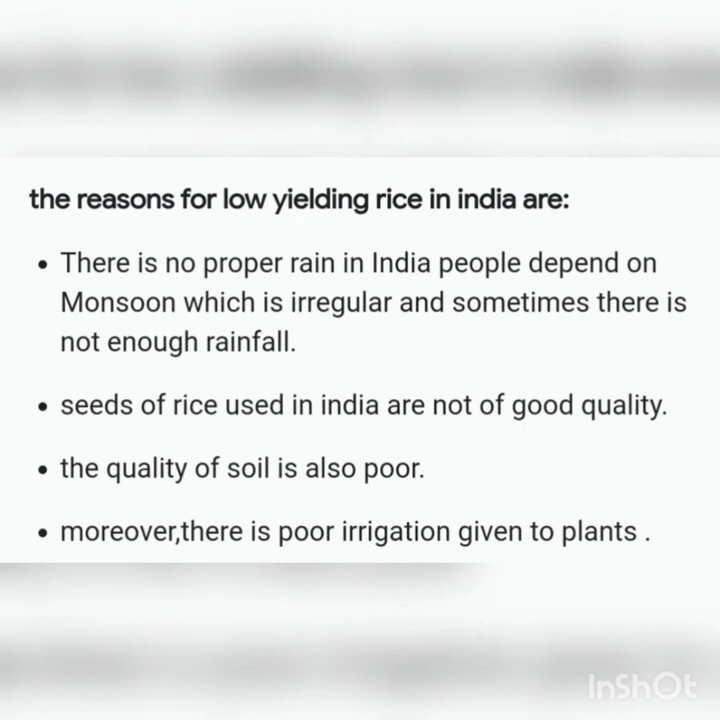 the reasons for low yielding rice in india are:
• There is no proper rain in India people depend on
Monsoon which is irregular and sometimes there is
not enough rainfall.
• seeds of rice used in india are not of good quality.
• the quality of soil is also poor.
• moreover,there is poor irrigation given to plants .
InShOt